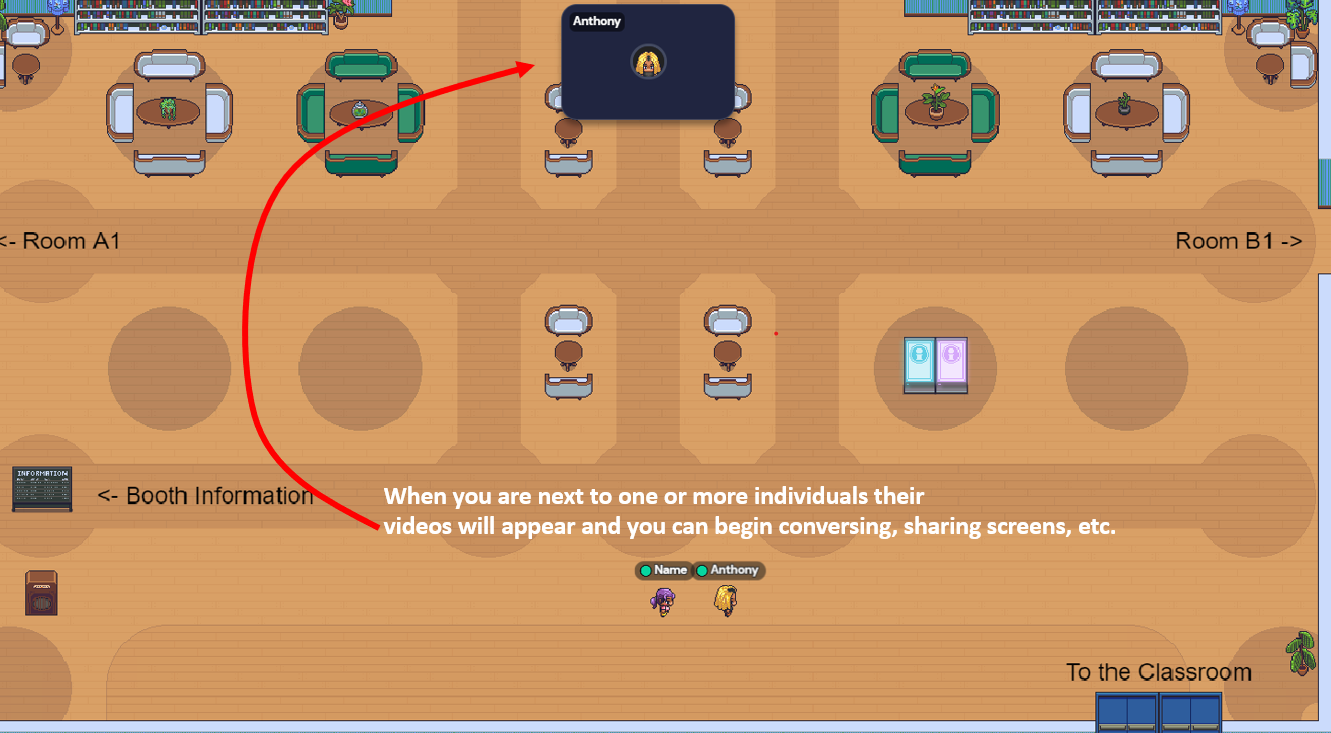 Anthony
<- Room A1
Room B1 ->
INFORMATION
<- Booth Information
When you are next to one or more individuals their
videos will appear and you can begin conversing, sharing screens, etc.
Name
Anthony
To the Classroom